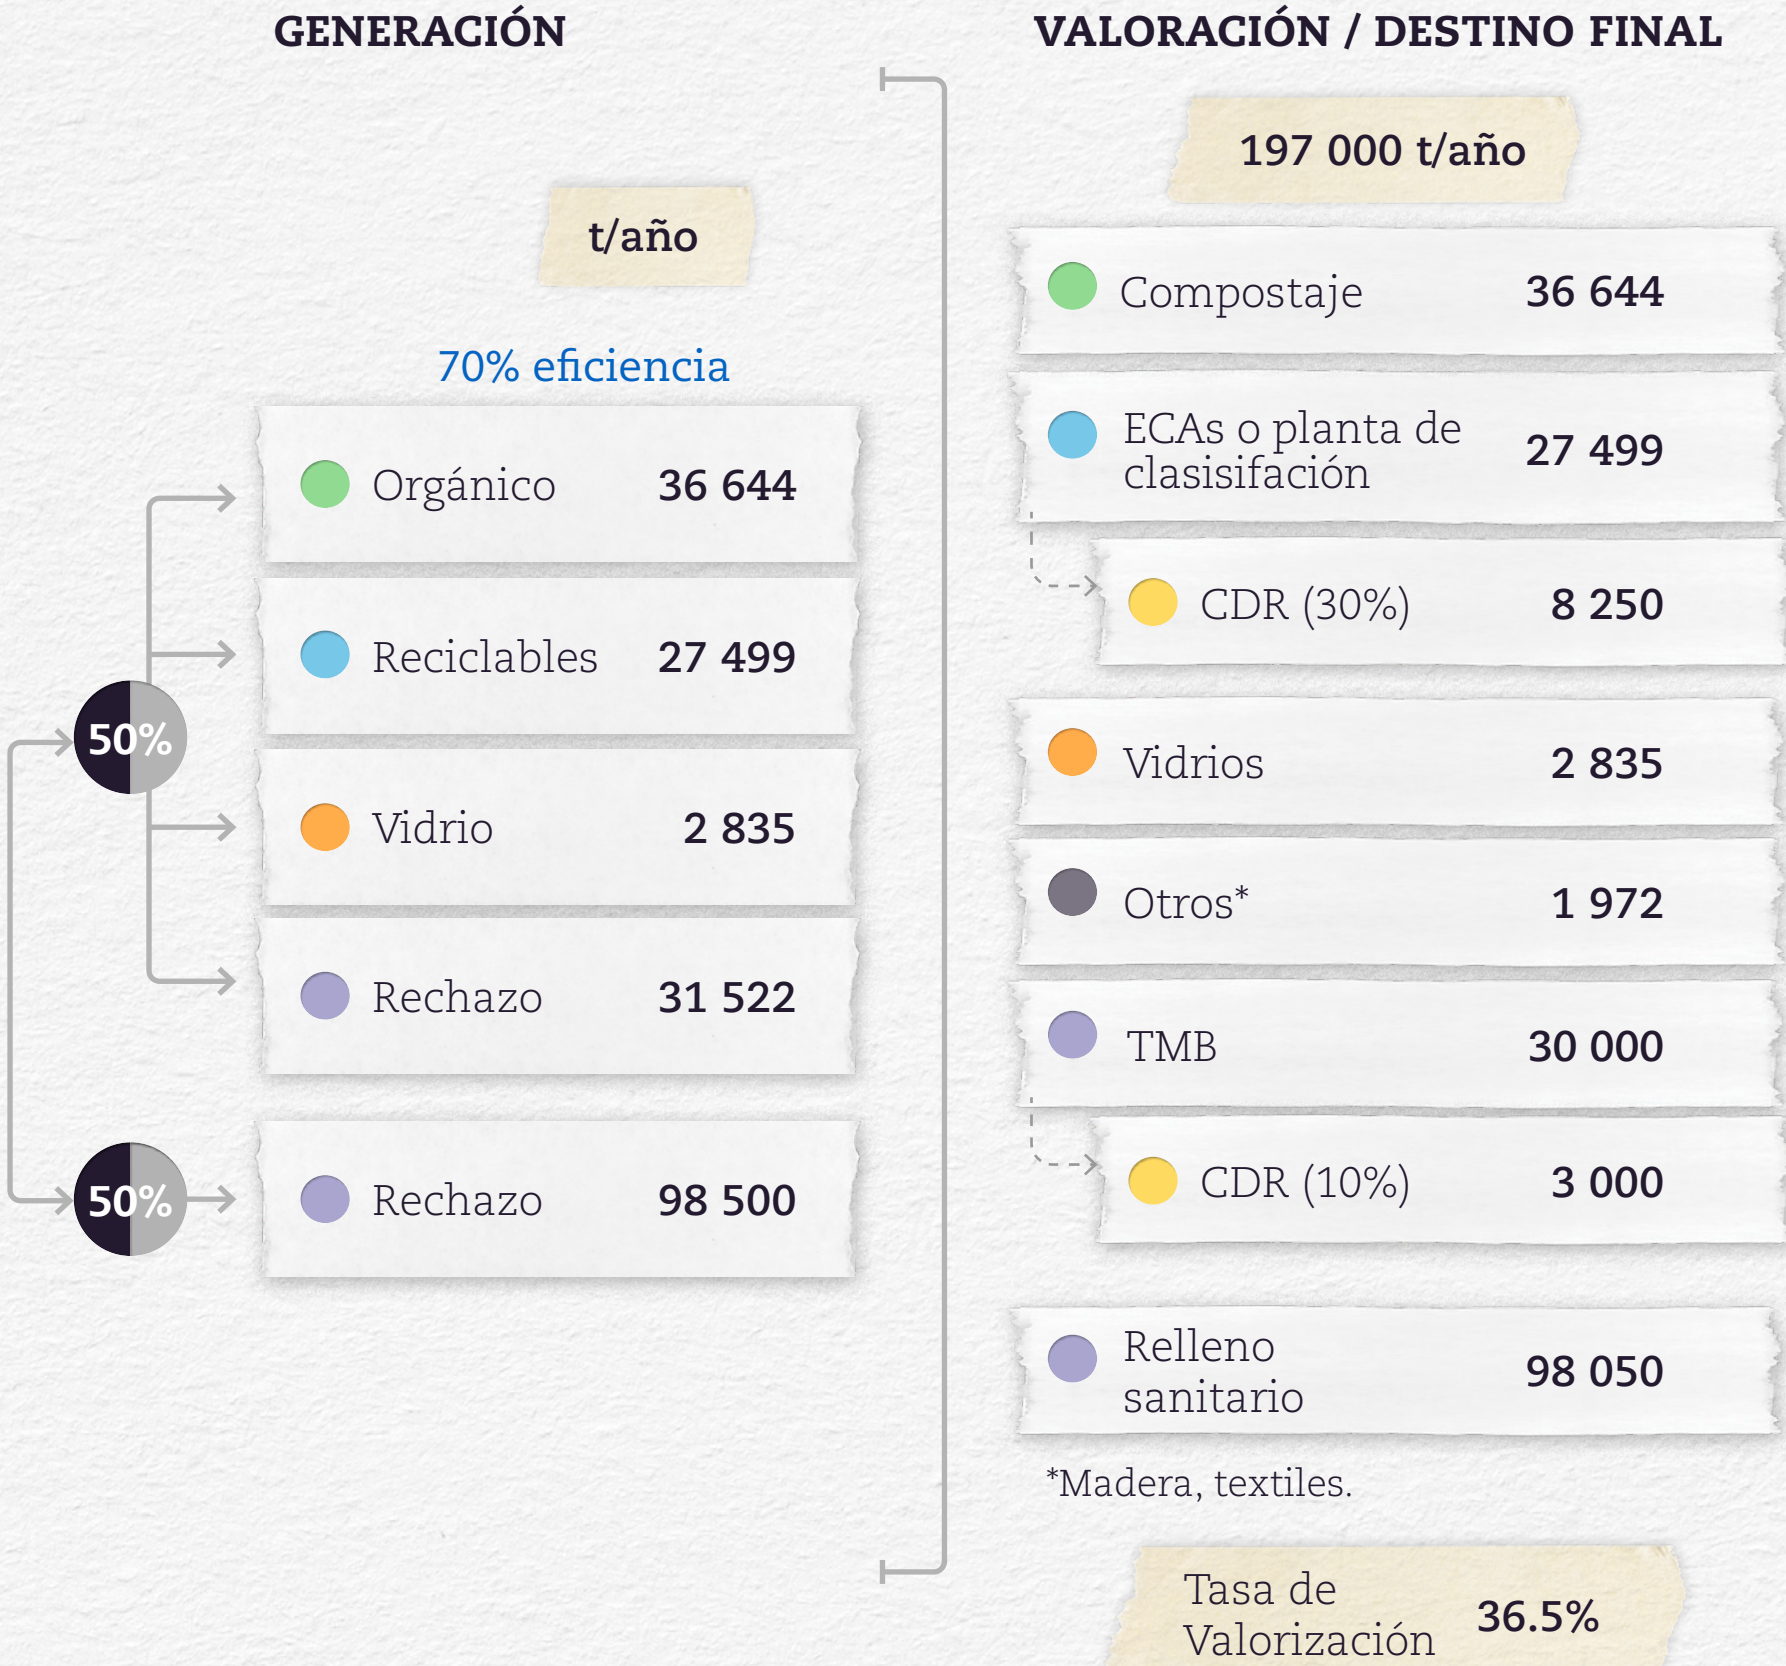 GENERACIÓN
t/año
70% eficiencia
50%
Orgánico 36 644
Reciclables 27 499
Vidrio 2 835
Rechazo 31 522
50%
Rechazo 98 500
VALORACIÓN / DESTINO FINAL
197 000 t/año
Compostaje 36 644
ECAs o planta de
clasisifación 27 499
CDR (30%) 8 250
Vidrios 2 835
Otros* 1 972
TMB 30 000
CDR (10%) 3 000
Relleno
sanitario 98 050
*Madera, textiles.
Tasa de
Valorización 36.5%